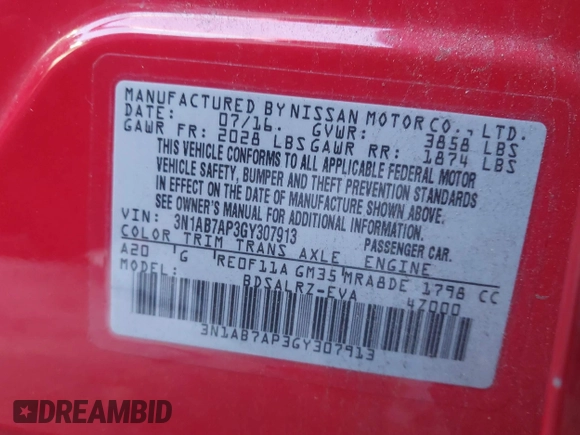 MANUFACTURED BY NISSAN MOTOR CO., LTD.
DATE: 07/16. GVWR: 3858 LBS
GAWR FR: 2028 LBS GAWR RR: 1874 LBS
THIS VEHICLE CONFORMS TO ALL APPLICABLE FEDERAL MOTOR
VEHICLE SAFETY, BUMPER AND THEFT PREVENTION STANDARDS
IN EFFECT ON THE DATE OF MANUFACTURE SHOWN ABOVE.
SEE OWNER'S MANUAL FOR ADDITIONAL INFORMATION.
VIN: 3N1AB7AP3GY307913 PASSENGER CAR.
COLOR TRIM TRANS AXLE ENGINE
A20 G RE0F11A GM35 MRA8DE 1798 CC
MODEL: BDSALRZ-EVA 47000
3N1AB7AP3GY307913
DREAMBID